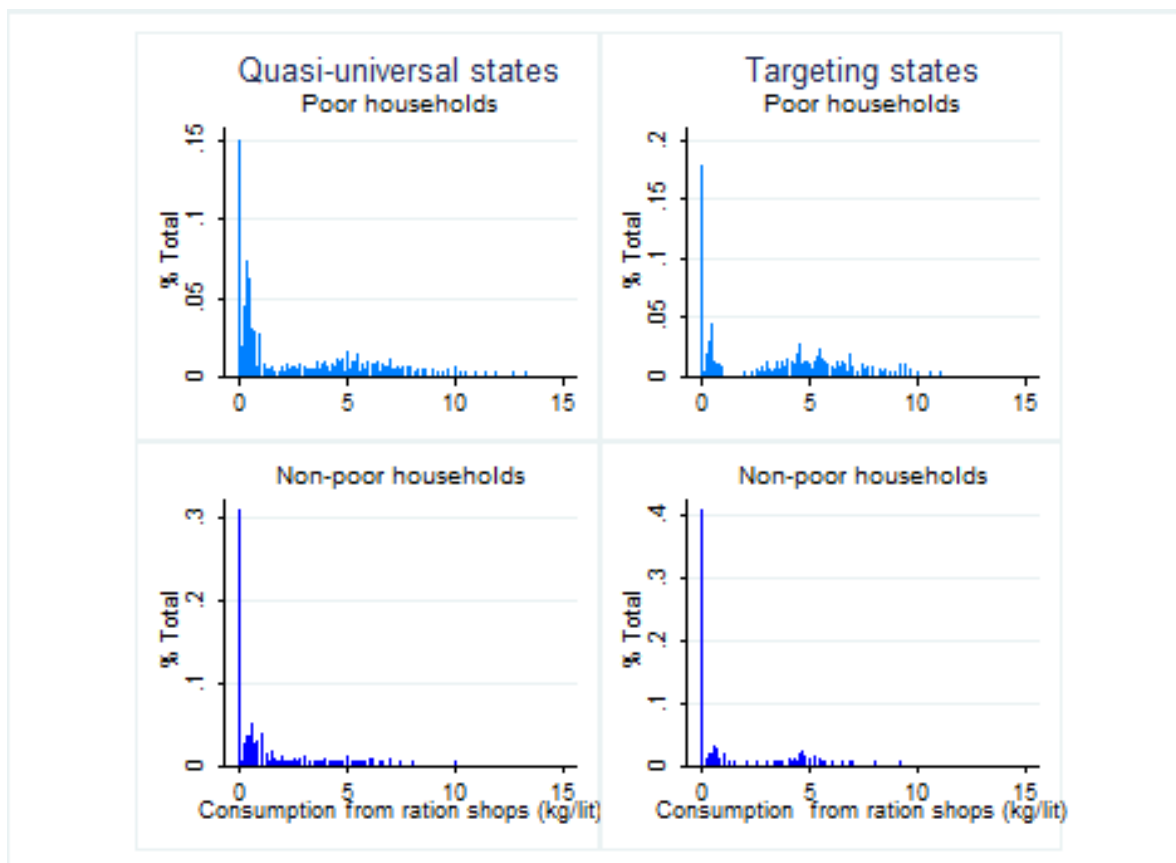 Quasi-universal states
Poor households
% Total
.15
.1
.05
0
0 5 10 15
Targeting states
Poor households
% Total
.2
.15
.1
.05
0
0 5 10 15
Non-poor households
% Total
.3
.2
.1
0
0 5 10 15
Consumption from ration shops (kg/lit)
Non-poor households
% Total
.4
.3
.2
.1
0
0 5 10 15
Consumption from ration shops (kg/lit)